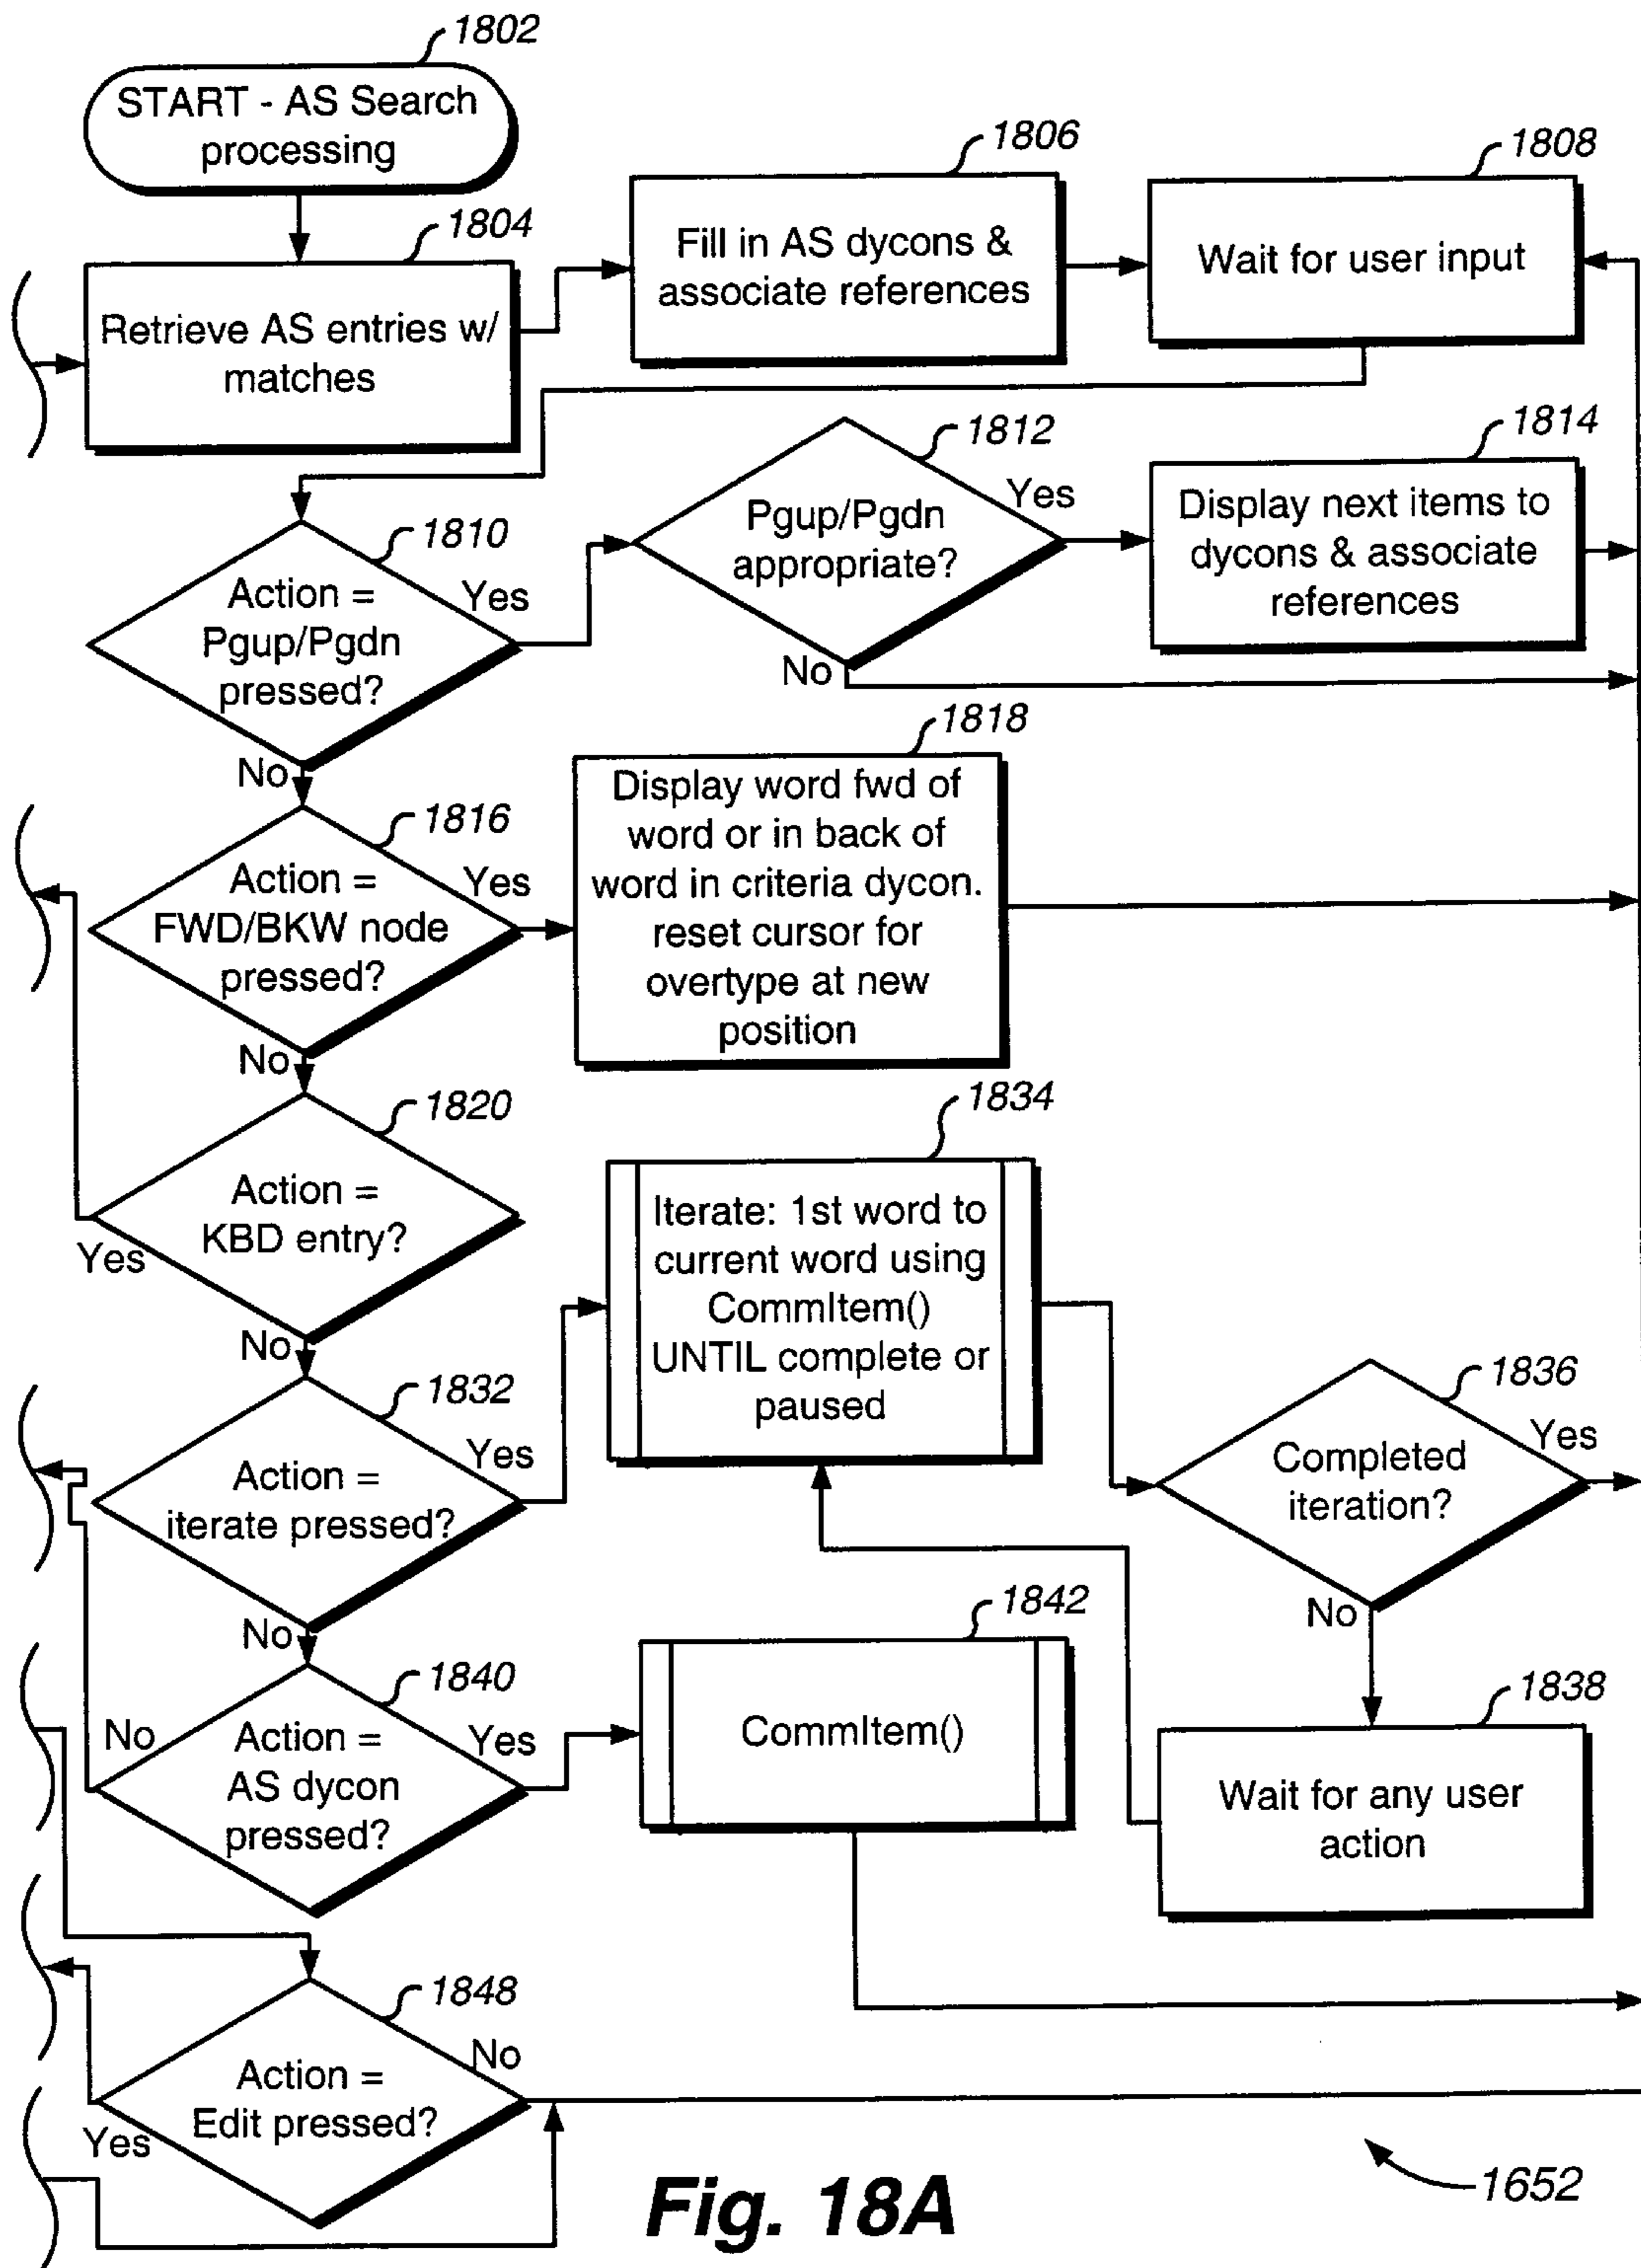 1802
START - AS Search
processing
1804
Retrieve AS entries w/
matches
1806
Fill in AS dycons &
associate references
1808
Wait for user input
1810
Action =
Pgup/Pgdn
pressed?
Yes
No
1812
Pgup/Pgdn
appropriate?
Yes
No
1814
Display next items to
dycons & associate
references
1816
Action =
FWD/BKW node
pressed?
Yes
No
1818
Display word fwd of
word or in back of
word in criteria dycon.
reset cursor for
overtype at new
position
1820
Action =
KBD entry?
Yes
No
1832
Action =
iterate pressed?
Yes
No
1834
Iterate: 1st word to
current word using
CommItem()
UNTIL complete or
paused
1836
Completed
iteration?
Yes
No
1838
Wait for any user
action
1840
Action =
AS dycon
pressed?
No
Yes
1842
CommItem()
1848
Action =
Edit pressed?
No
Yes
1652
Fig. 18A